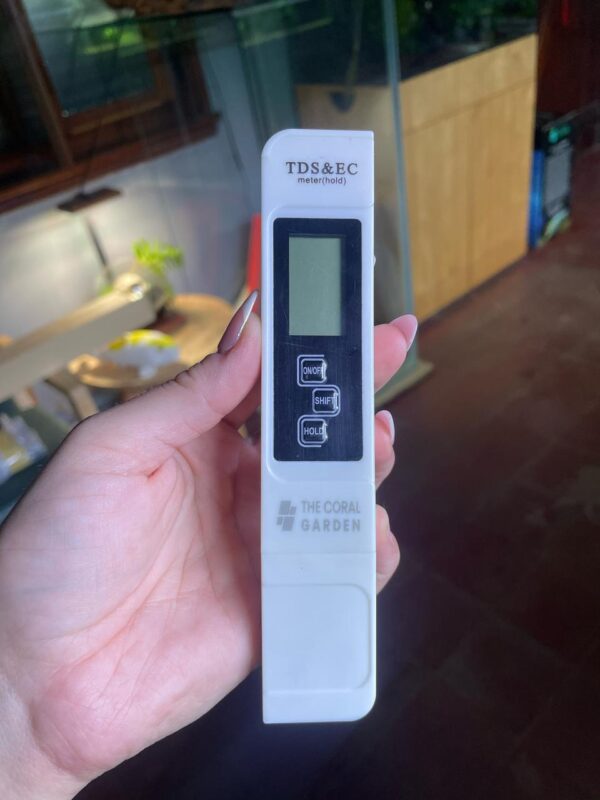 TDS&EC
meter(hold)
ON/OFF
SHIFT
HOLD
THE CORAL
GARDEN